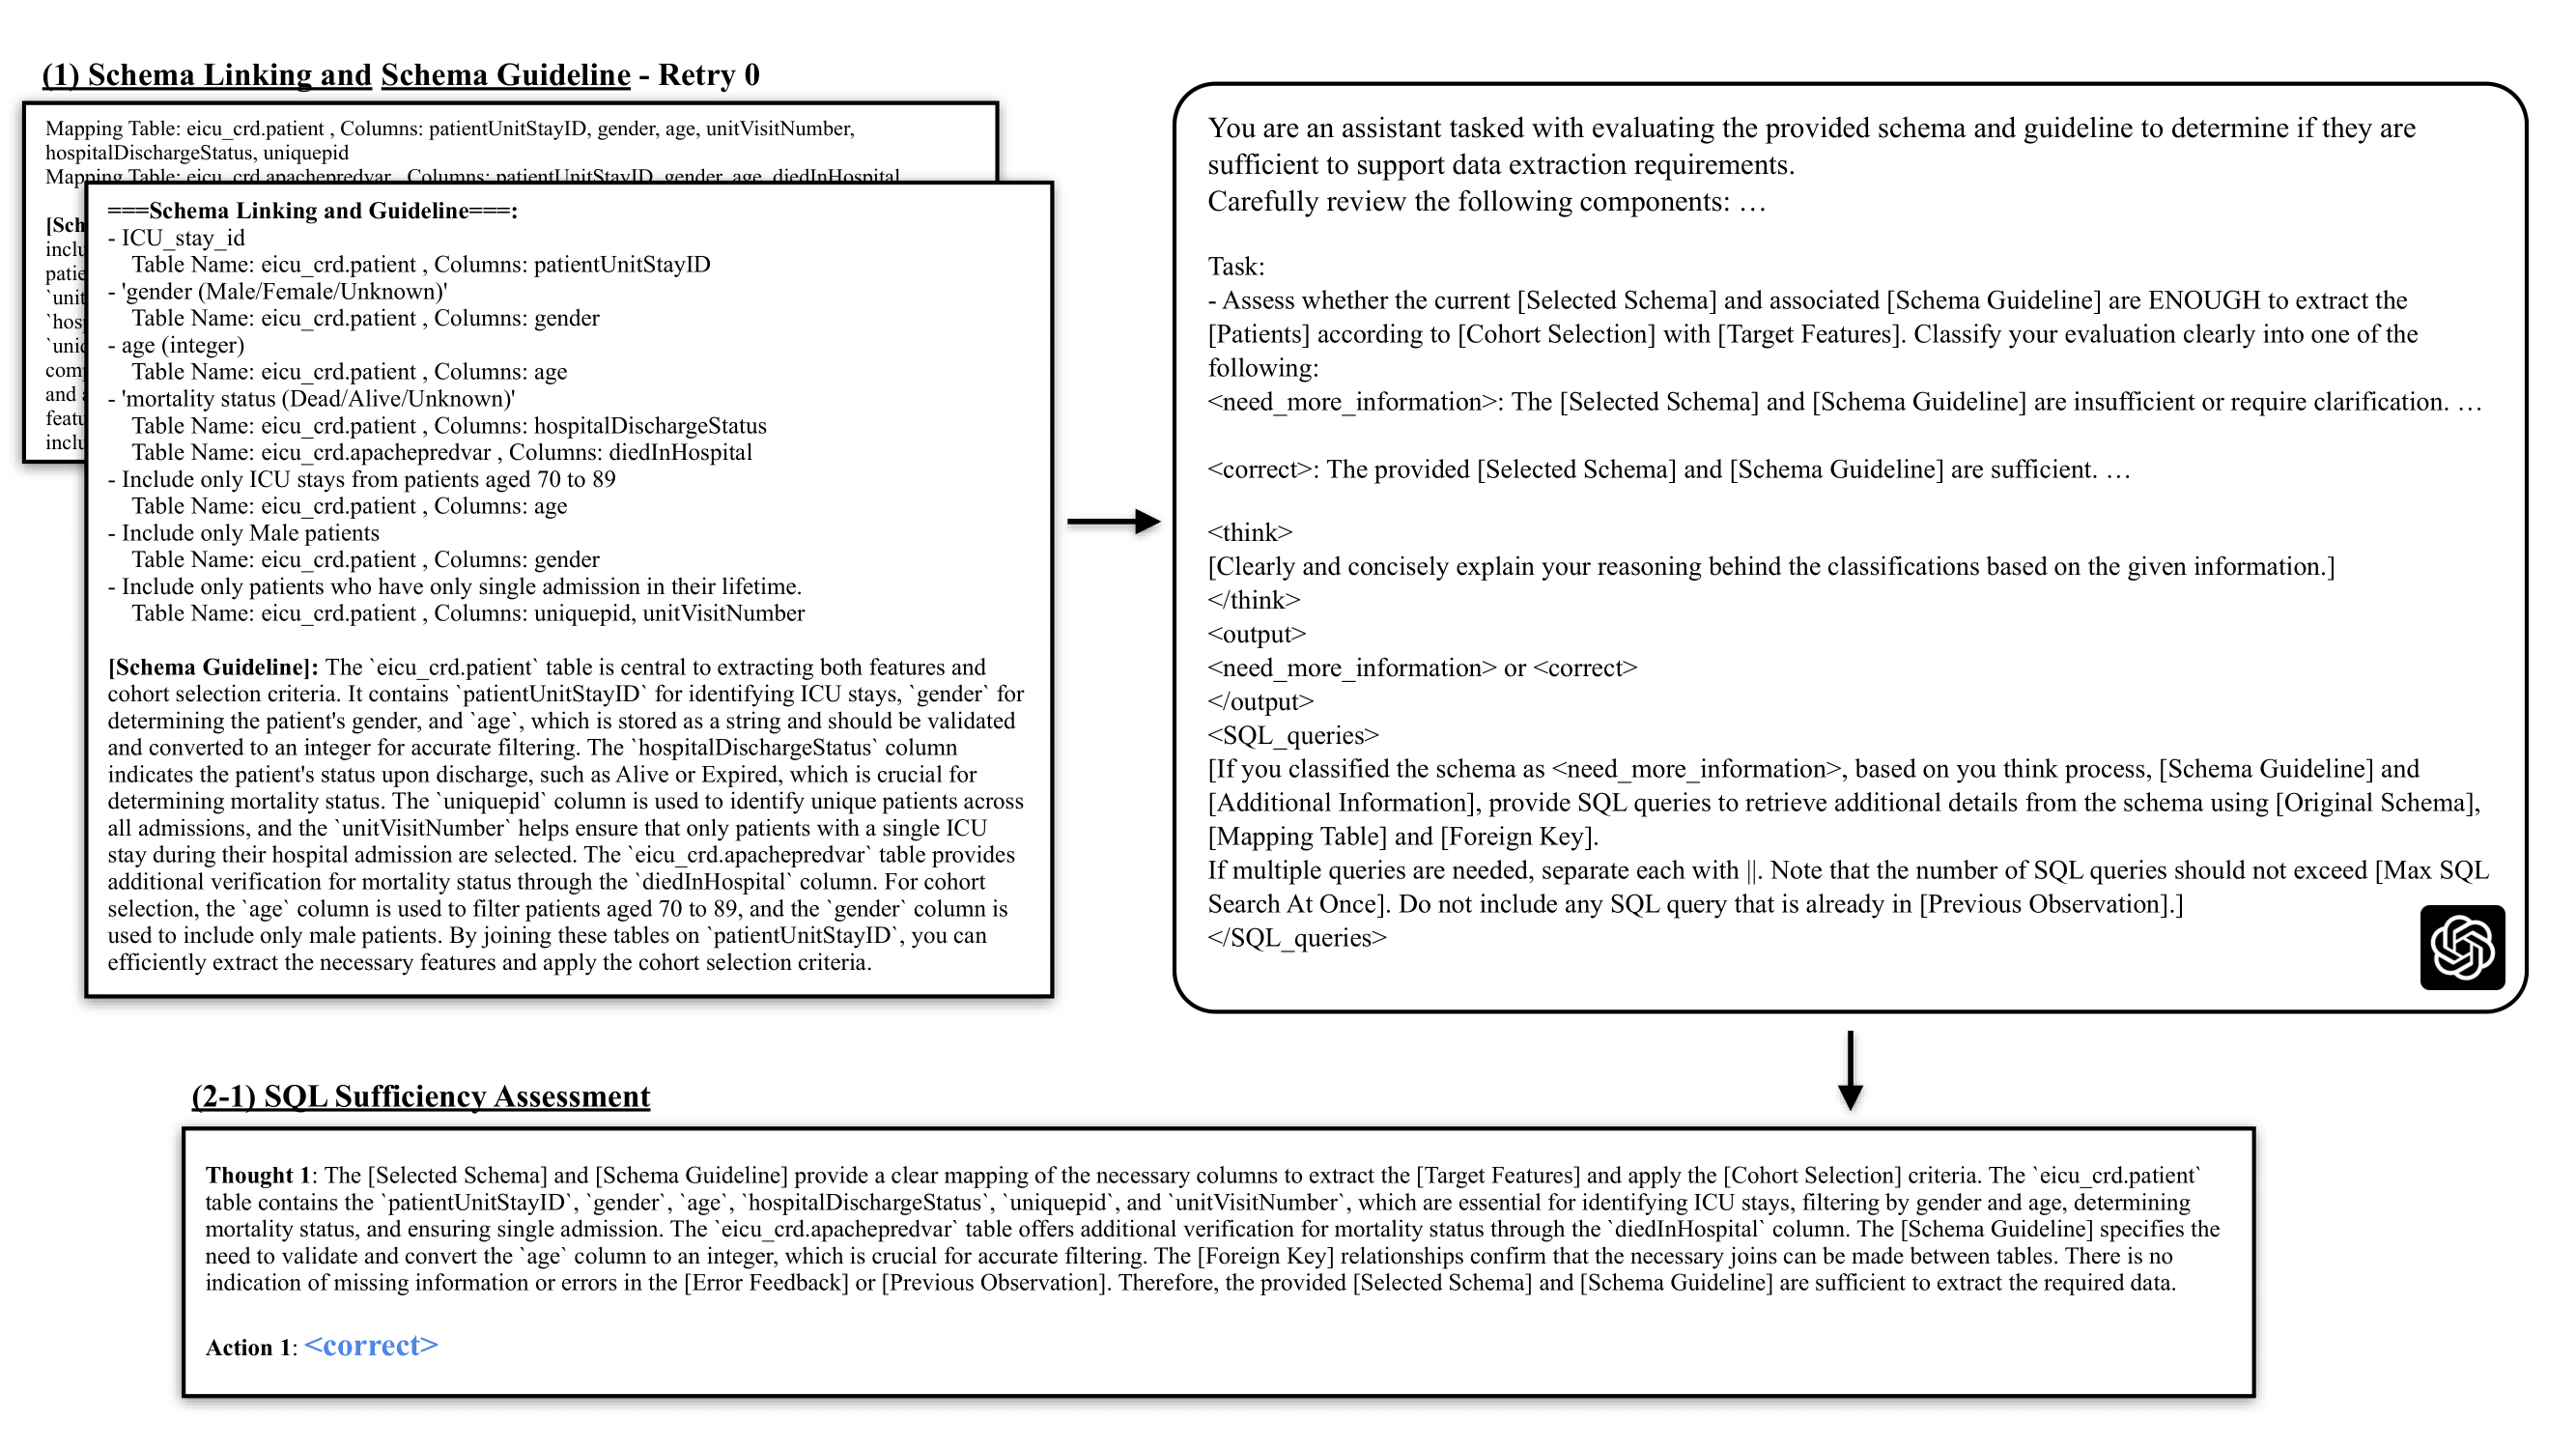 (1) Schema Linking and Schema Guideline - Retry 0
Mapping Table: eicu_crd.patient , Columns: patientUnitStayID, gender, age, unitVisitNumber,
hospitalDischargeStatus, uniquepid
Mapping Table: eicu_crd.apachepredvar , Columns: patientUnitStayID, gender, age, diedInHospital
[Sch
inclu
patie
`unit
`hosp
`uniq
comp
and a
featu
inclu
===Schema Linking and Guideline===:
- ICU_stay_id
Table Name: eicu_crd.patient , Columns: patientUnitStayID
- 'gender (Male/Female/Unknown)'
Table Name: eicu_crd.patient , Columns: gender
- age (integer)
Table Name: eicu_crd.patient , Columns: age
- 'mortality status (Dead/Alive/Unknown)'
Table Name: eicu_crd.patient , Columns: hospitalDischargeStatus
Table Name: eicu_crd.apachepredvar , Columns: diedInHospital
- Include only ICU stays from patients aged 70 to 89
Table Name: eicu_crd.patient , Columns: age
- Include only Male patients
Table Name: eicu_crd.patient , Columns: gender
- Include only patients who have only single admission in their lifetime.
Table Name: eicu_crd.patient , Columns: uniquepid, unitVisitNumber
[Schema Guideline]: The `eicu_crd.patient` table is central to extracting both features and
cohort selection criteria. It contains `patientUnitStayID` for identifying ICU stays, `gender` for
determining the patient's gender, and `age`, which is stored as a string and should be validated
and converted to an integer for accurate filtering. The `hospitalDischargeStatus` column
indicates the patient's status upon discharge, such as Alive or Expired, which is crucial for
determining mortality status. The `uniquepid` column is used to identify unique patients across
all admissions, and the `unitVisitNumber` helps ensure that only patients with a single ICU
stay during their hospital admission are selected. The `eicu_crd.apachepredvar` table provides
additional verification for mortality status through the `diedInHospital` column. For cohort
selection, the `age` column is used to filter patients aged 70 to 89, and the `gender` column is
used to include only male patients. By joining these tables on `patientUnitStayID`, you can
efficiently extract the necessary features and apply the cohort selection criteria.
You are an assistant tasked with evaluating the provided schema and guideline to determine if they are
sufficient to support data extraction requirements.
Carefully review the following components: …
Task:
- Assess whether the current [Selected Schema] and associated [Schema Guideline] are ENOUGH to extract the
[Patients] according to [Cohort Selection] with [Target Features]. Classify your evaluation clearly into one of the
following:
<need_more_information>: The [Selected Schema] and [Schema Guideline] are insufficient or require clarification. …
<correct>: The provided [Selected Schema] and [Schema Guideline] are sufficient. …
<think>
[Clearly and concisely explain your reasoning behind the classifications based on the given information.]
</think>
<output>
<need_more_information> or <correct>
</output>
<SQL_queries>
[If you classified the schema as <need_more_information>, based on you think process, [Schema Guideline] and
[Additional Information], provide SQL queries to retrieve additional details from the schema using [Original Schema],
[Mapping Table] and [Foreign Key].
If multiple queries are needed, separate each with ||. Note that the number of SQL queries should not exceed [Max SQL
Search At Once]. Do not include any SQL query that is already in [Previous Observation].]
</SQL_queries>
(2-1) SQL Sufficiency Assessment
Thought 1: The [Selected Schema] and [Schema Guideline] provide a clear mapping of the necessary columns to extract the [Target Features] and apply the [Cohort Selection] criteria. The `eicu_crd.patient`
table contains the `patientUnitStayID`, `gender`, `age`, `hospitalDischargeStatus`, `uniquepid`, and `unitVisitNumber`, which are essential for identifying ICU stays, filtering by gender and age, determining
mortality status, and ensuring single admission. The `eicu_crd.apachepredvar` table offers additional verification for mortality status through the `diedInHospital` column. The [Schema Guideline] specifies the
need to validate and convert the `age` column to an integer, which is crucial for accurate filtering. The [Foreign Key] relationships confirm that the necessary joins can be made between tables. There is no
indication of missing information or errors in the [Error Feedback] or [Previous Observation]. Therefore, the provided [Selected Schema] and [Schema Guideline] are sufficient to extract the required data.
Action 1: <correct>